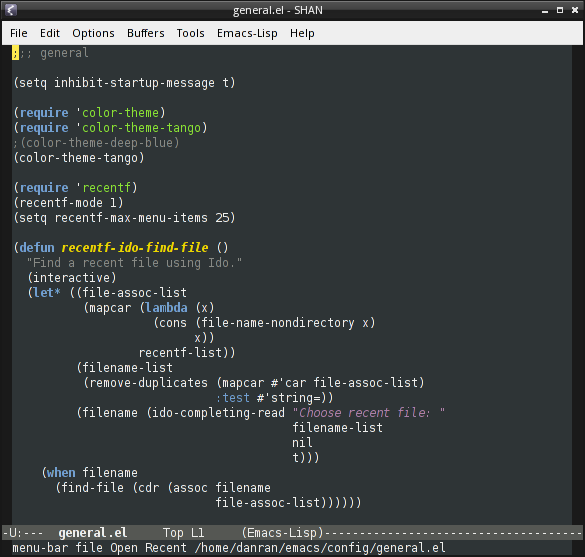 general.el - SHAN
File Edit Options Buffers Tools Emacs-Lisp Help
;;; general
(setq inhibit-startup-message t)
(require 'color-theme)
(require 'color-theme-tango)
;(color-theme-deep-blue)
(color-theme-tango)
(require 'recentf)
(recentf-mode 1)
(setq recentf-max-menu-items 25)
(defun recentf-ido-find-file ()
  "Find a recent file using Ido."
  (interactive)
  (let* ((file-assoc-list
          (mapcar (lambda (x)
                    (cons (file-name-nondirectory x)
                          x))
                  recentf-list))
         (filename-list
          (remove-duplicates (mapcar #'car file-assoc-list)
                             :test #'string=))
         (filename (ido-completing-read "Choose recent file: "
                                        filename-list
                                        nil
                                        t)))
    (when filename
      (find-file (cdr (assoc filename
                             file-assoc-list))))))
-U:---  general.el     Top L1     (Emacs-Lisp)------------------------------------
menu-bar file Open Recent /home/danran/emacs/config/general.el